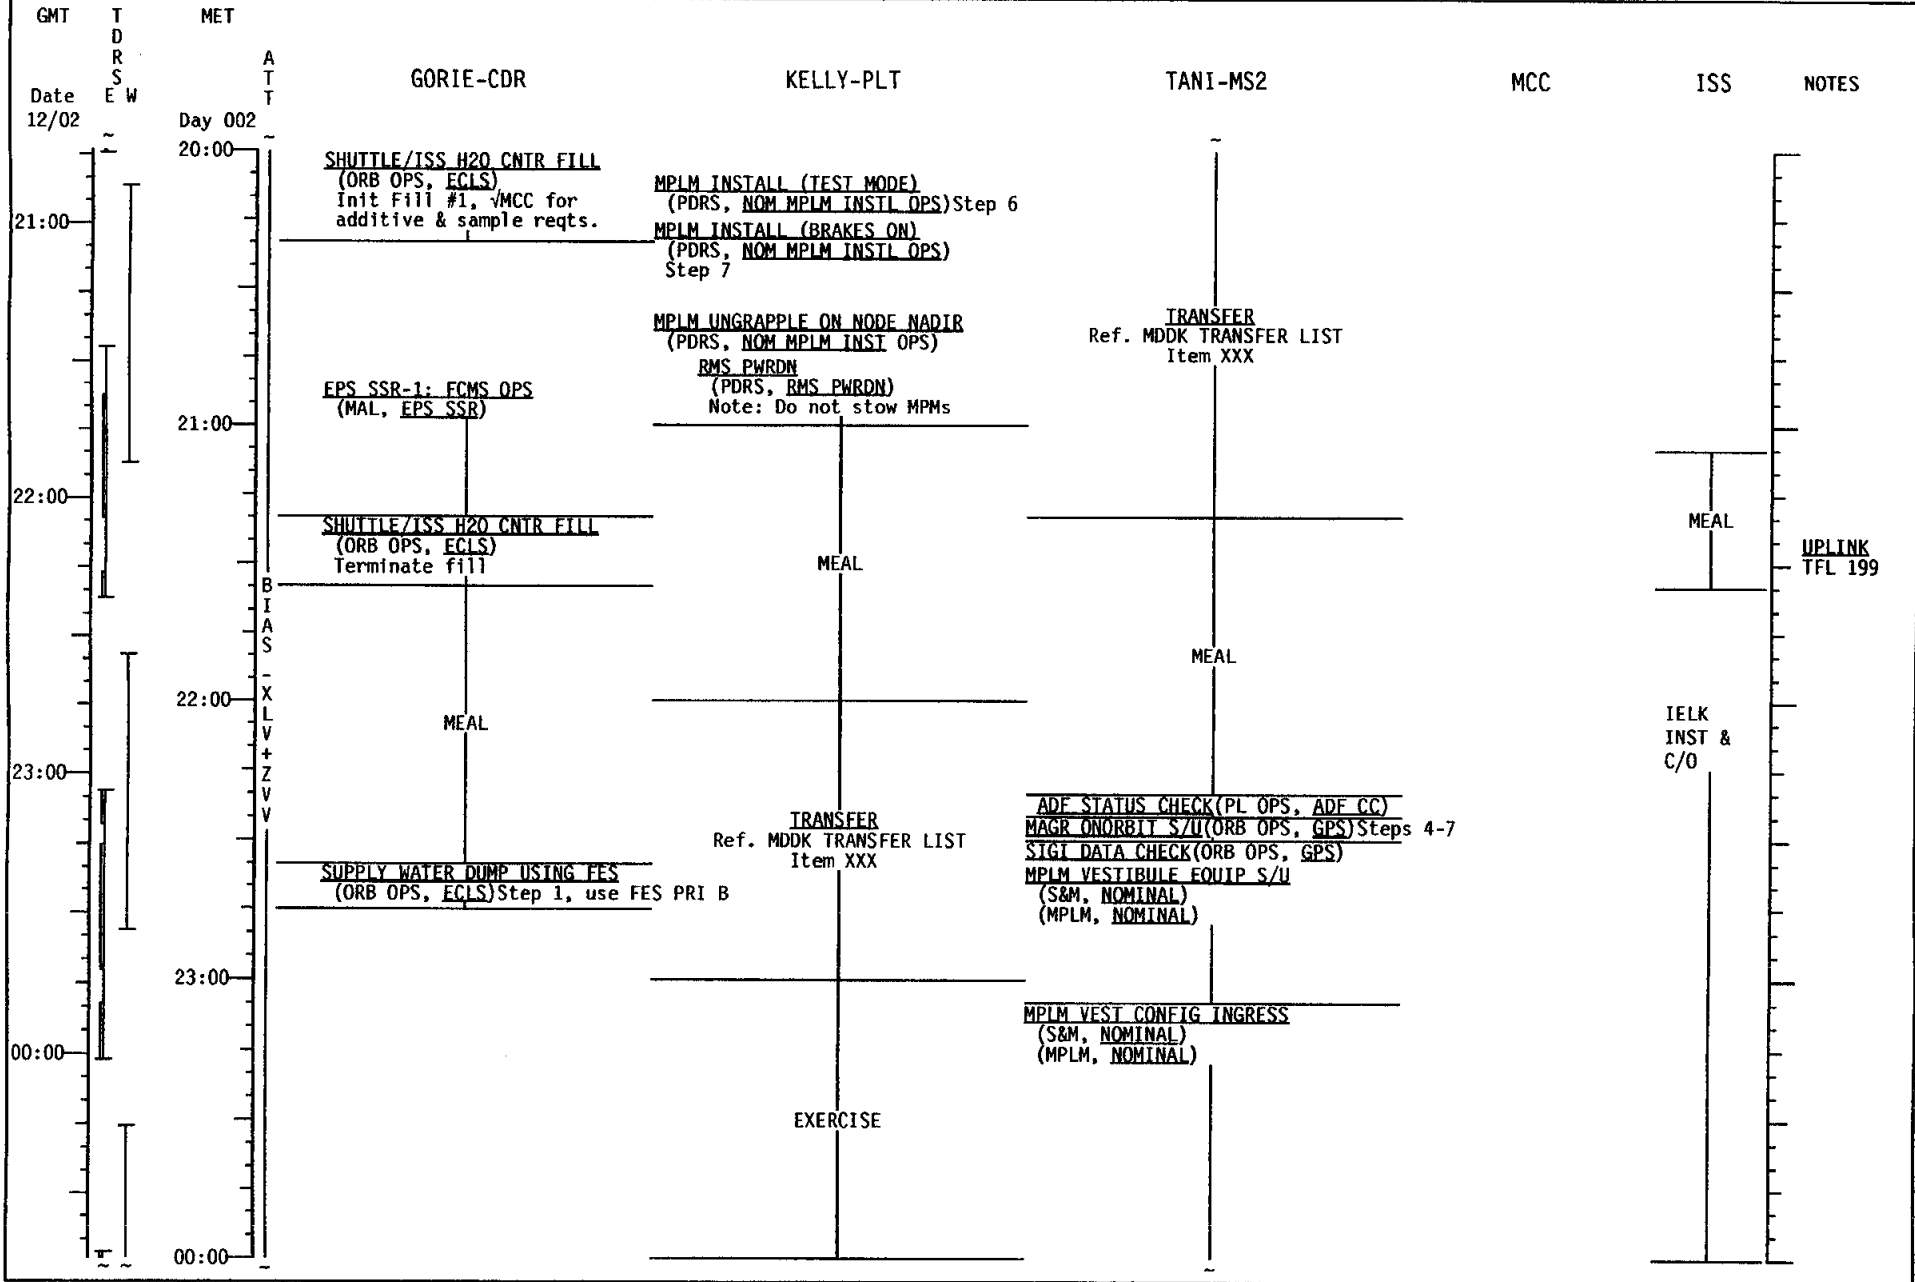 GMT
TDRS
MET
ATT
GORIE-CDR
KELLY-PLT
TANI-MS2
MCC
ISS
NOTES
Date
E W
12/02
Day 002
20:00
21:00
22:00
23:00
00:00
21:00
22:00
23:00
00:00
BIAS -XLV+ZVV
SHUTTLE/ISS H2O CNTR FILL
(ORB OPS, ECLS)
Init Fill #1, √MCC for
additive & sample reqts.
EPS SSR-1: FCMS OPS
(MAL, EPS SSR)
SHUTTLE/ISS H2O CNTR FILL
(ORB OPS, ECLS)
Terminate fill
MEAL
SUPPLY WATER DUMP USING FES
(ORB OPS, ECLS)Step 1, use FES PRI B
MPLM INSTALL (TEST MODE)
(PDRS, NOM MPLM INSTL OPS)Step 6
MPLM INSTALL (BRAKES ON)
(PDRS, NOM MPLM INSTL OPS)
Step 7
MPLM UNGRAPPLE ON NODE NADIR
(PDRS, NOM MPLM INST OPS)
RMS PWRDN
(PDRS, RMS PWRDN)
Note: Do not stow MPMs
MEAL
TRANSFER
Ref. MDDK TRANSFER LIST
Item XXX
EXERCISE
TRANSFER
Ref. MDDK TRANSFER LIST
Item XXX
MEAL
ADF STATUS CHECK(PL OPS, ADF CC)
MAGR ONORBIT S/U(ORB OPS, GPS)Steps 4-7
SIGI DATA CHECK(ORB OPS, GPS)
MPLM VESTIBULE EQUIP S/U
(S&M, NOMINAL)
(MPLM, NOMINAL)
MPLM VEST CONFIG INGRESS
(S&M, NOMINAL)
(MPLM, NOMINAL)
MEAL
IELK
INST &
C/O
UPLINK
TFL 199